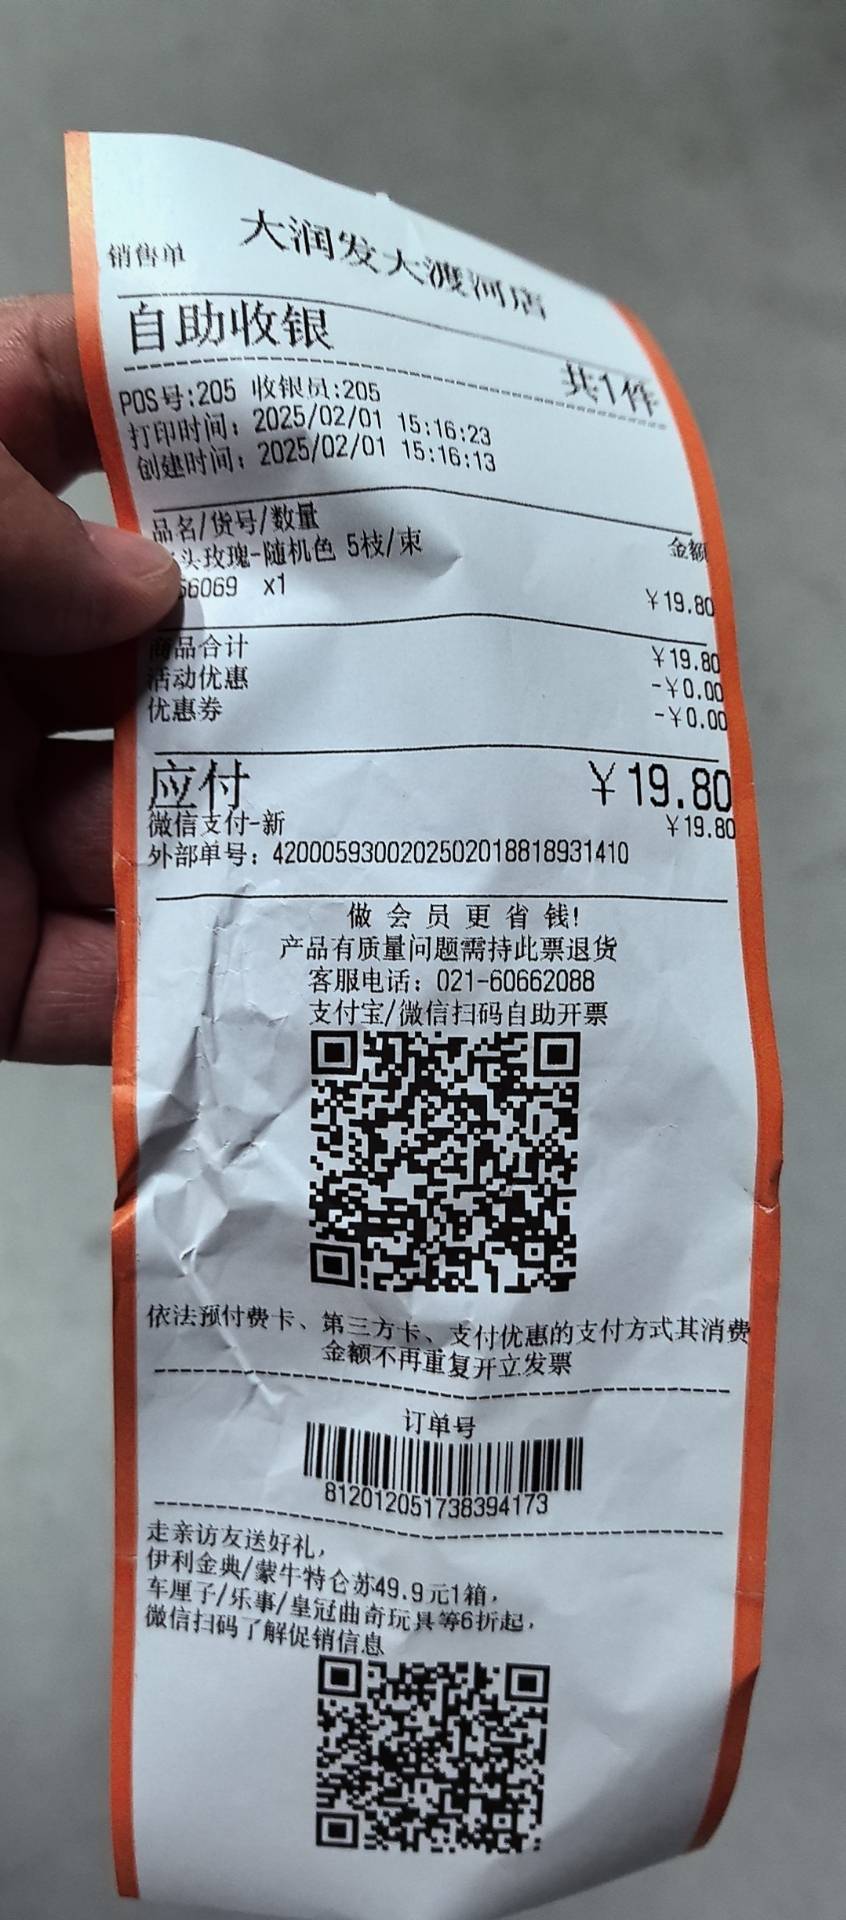 大润发大渡河店
销售单
自助收银
共1件
POS号:205 收银员:205
打印时间: 2025/02/01 15:16:23
创建时间: 2025/02/01 15:16:13
品名/货号/数量 金额
头玫瑰-随机色 5枝/束
56069 x1 ￥19.80
商品合计 ￥19.80
活动优惠 -￥0.00
优惠券 -￥0.00
应付 ￥19.80
微信支付-新 ￥19.80
外部单号: 4200059300202502018818931410
做会员更省钱!
产品有质量问题需持此票退货
客服电话: 021-60662088
支付宝/微信扫码自助开票
依法预付费卡、第三方卡、支付优惠的支付方式其消费
金额不再重复开立发票
订单号
812012051738394173
走亲访友送好礼,
伊利金典/蒙牛特仑苏49.9元1箱,
车厘子/乐事/皇冠曲奇玩具等6折起,
微信扫码了解促销信息